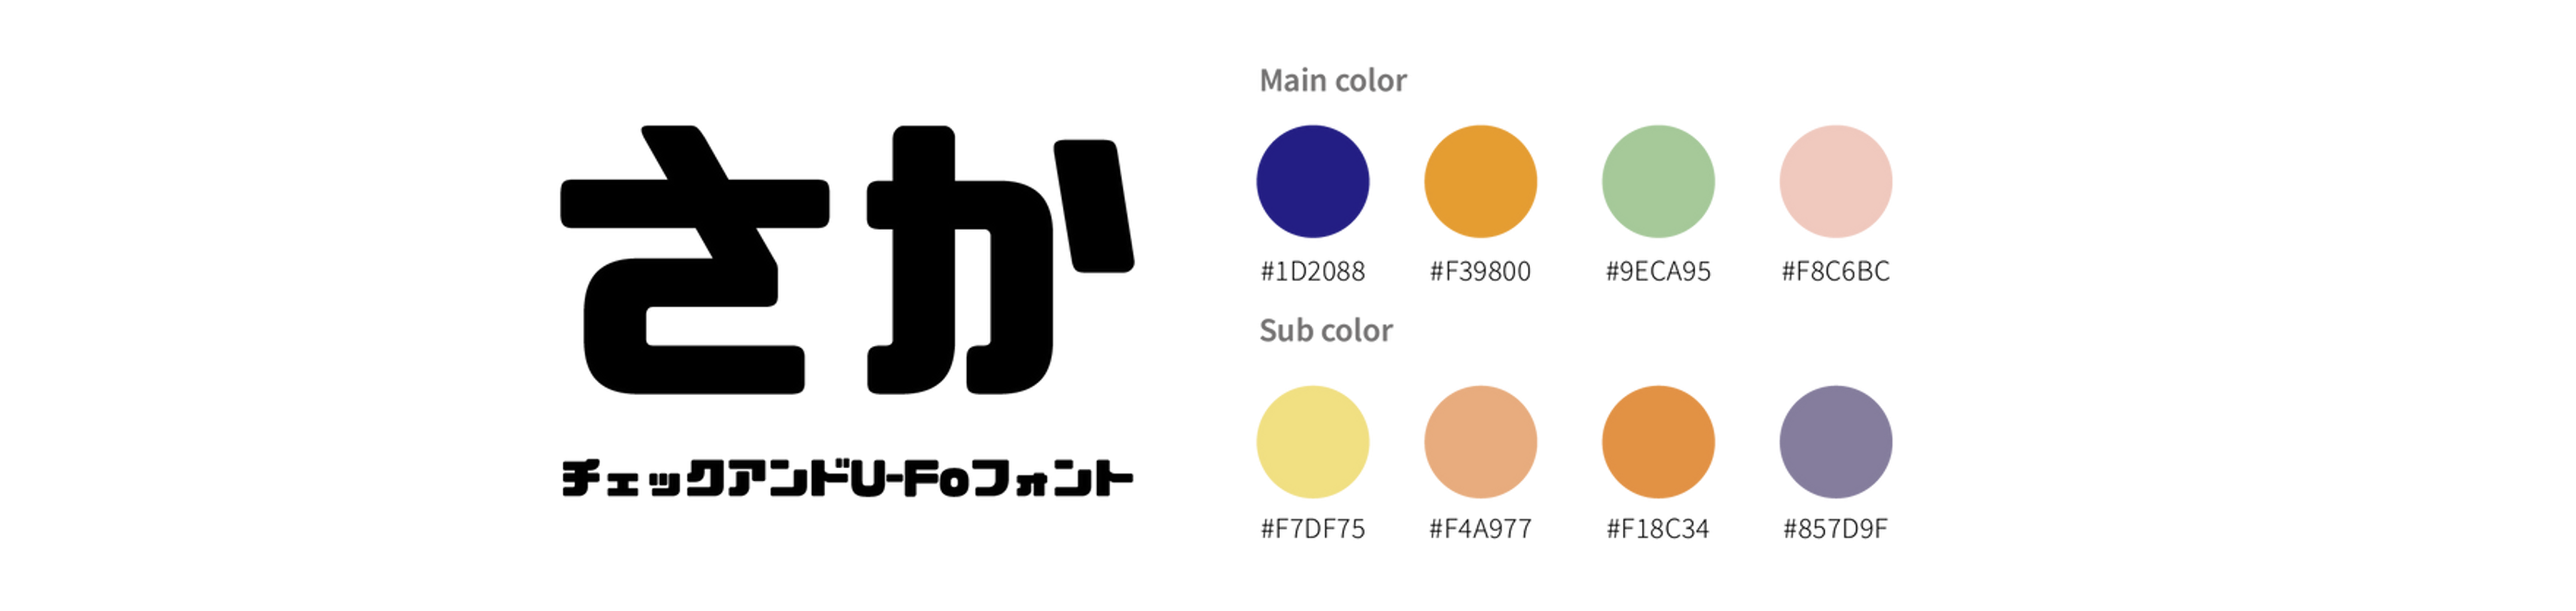 さか
チェックアンドU-Foフォント
Main color
#1D2088 #F39800 #9ECA95 #F8C6BC
Sub color
#F7DF75 #F4A977 #F18C34 #857D9F